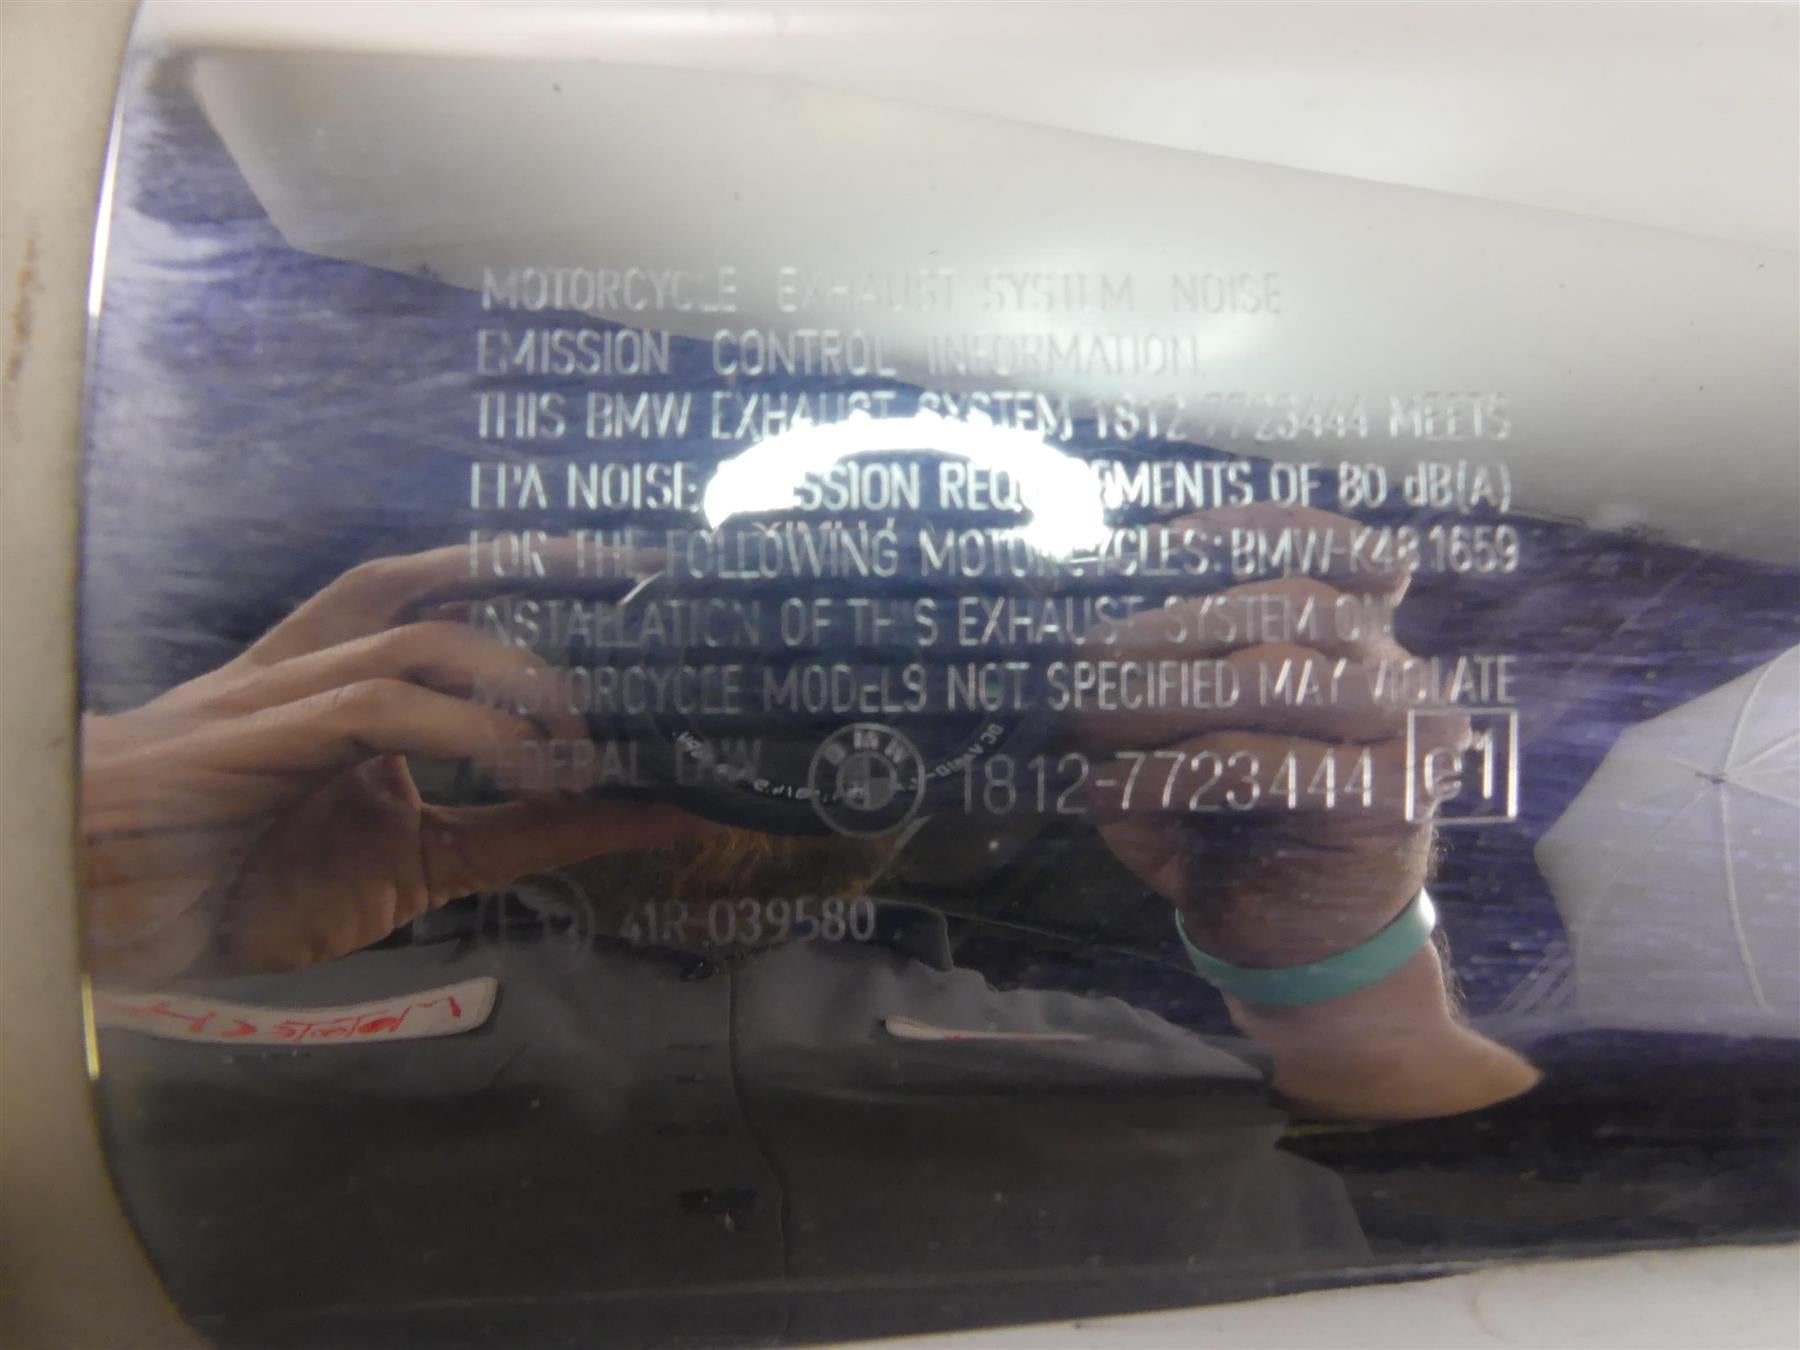 MOTORCYCLE EXHAUST SYSTEM NOISE
EMISSION CONTROL INFORMATION
THIS BMW EXHAUST SYSTEM 1812 7723444 MEETS
EPA NOISE EMISSION REQUIREMENTS OF 80 dB(A)
FOR THE FOLLOWING MOTORCYCLES: BMW-K48 1659
INSTALLATION OF THIS EXHAUST SYSTEM ON
MOTORCYCLE MODELS NOT SPECIFIED MAY VIOLATE
FEDERAL LAW BMW 1812-7723444 e1
41R-039580